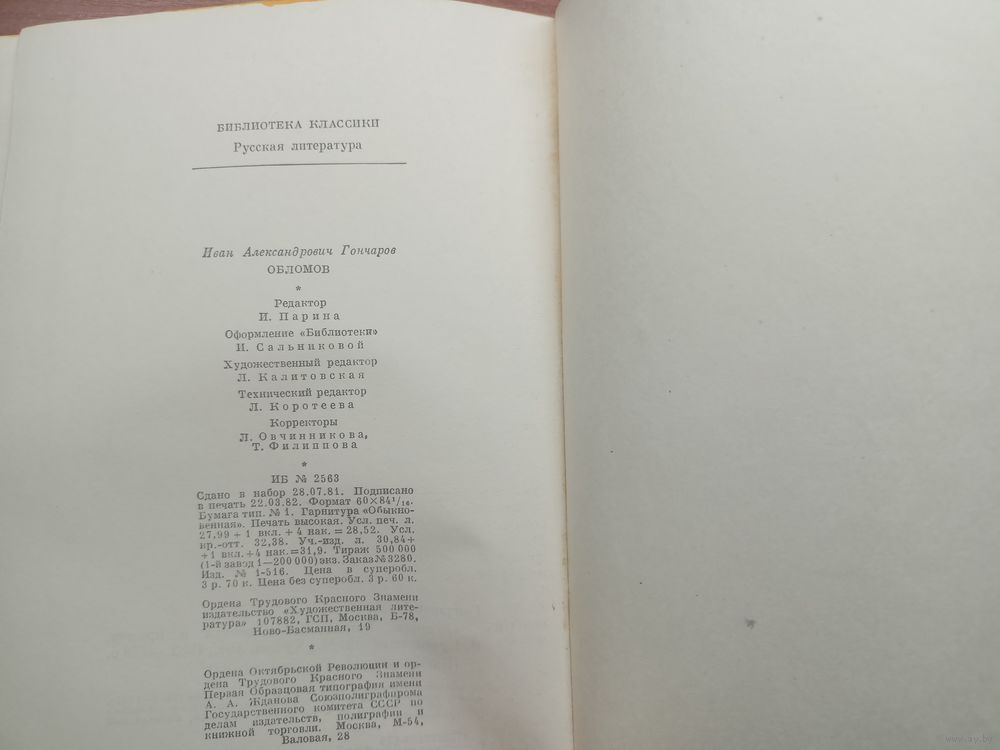 БИБЛИОТЕКА КЛАССИКИ
Русская литература
Иван Александрович Гончаров
ОБЛОМОВ
*
Редактор
И. Парина
Оформление «Библиотеки»
И. Сальниковой
Художественный редактор
Л. Калитовская
Технический редактор
Л. Коротеева
Корректоры
Л. Овчинникова,
Т. Филиппова
*
ИБ № 2563
Сдано в набор 28.07.81. Подписано
в печать 22.03.82. Формат 60×84¹/₁₆.
Бумага тип. № 1. Гарнитура «Обыкно-
венная». Печать высокая. Усл. печ. л.
27,99 + 1 вкл. + 4 нак. = 28,52. Усл.
кр.-отт. 32,38. Уч.-изд. л. 30,84+
+1 вкл.+4 нак.=31,9. Тираж 500 000
(1-й завод 1—200 000) экз. Заказ № 3280.
Изд. № 1-516. Цена в суперобл.
3 р. 70 к. Цена без суперобл. 3 р. 60 к.
Ордена Трудового Красного Знамени
издательство «Художественная лите-
ратура» 107882, ГСП, Москва, Б-78,
Ново-Басманная, 19
*
Ордена Октябрьской Революции и ор-
дена Трудового Красного Знамени
Первая Образцовая типография имени
А. А. Жданова Союзполиграфпрома
Государственного комитета СССР по
делам издательств, полиграфии и
книжной торговли. Москва, М-54,
Валовая, 28
www.ay.by